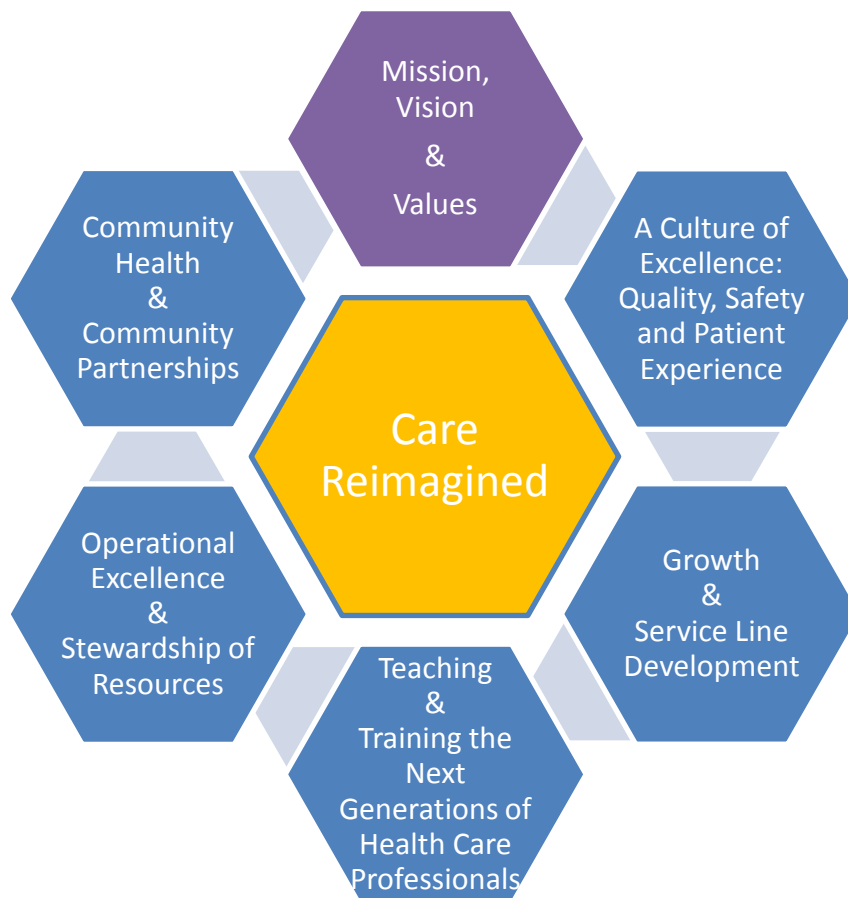 Mission,
Vision
&
Values
A Culture of
Excellence:
Quality, Safety
and Patient
Experience
Growth
&
Service Line
Development
Teaching
&
Training the
Next
Generations of
Health Care
Professionals
Operational
Excellence
&
Stewardship of
Resources
Community
Health
&
Community
Partnerships
Care
Reimagined